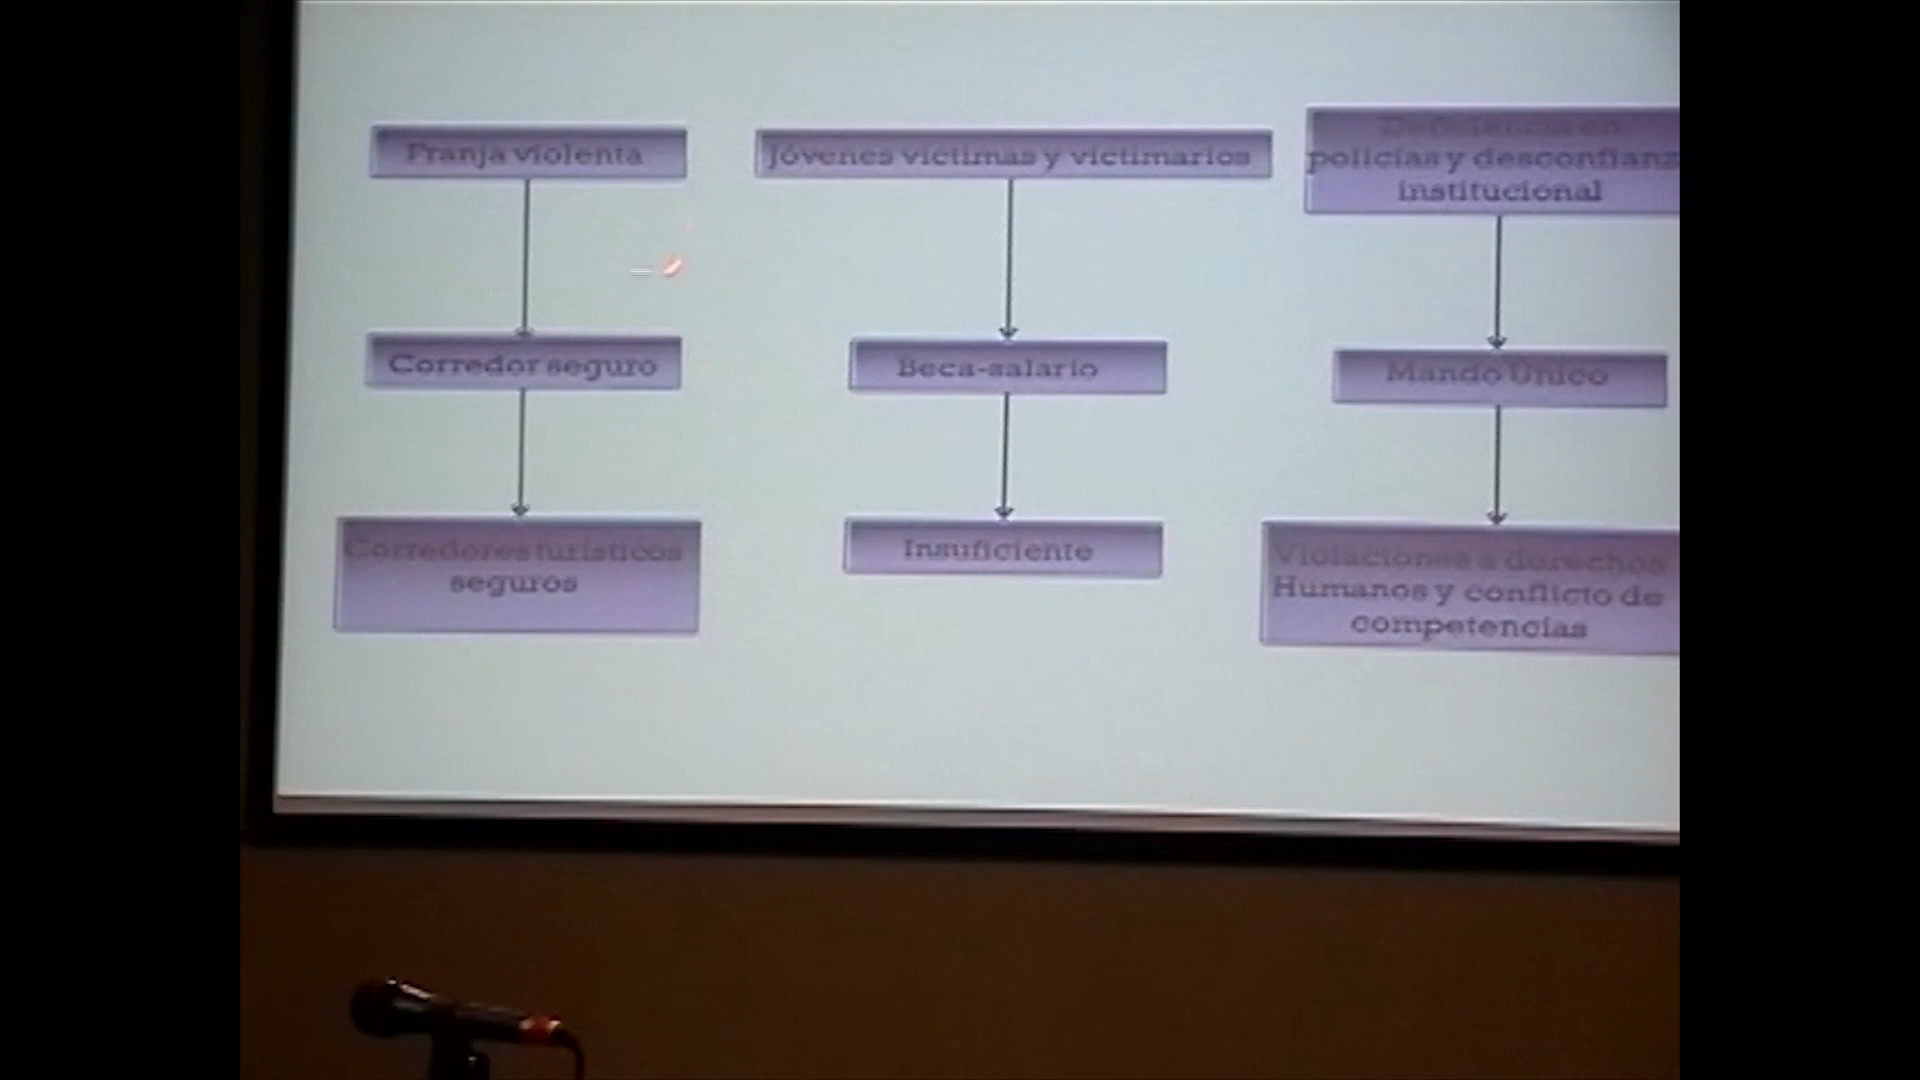 Franja violenta
Corredor seguro
Corredores turísticos
seguros
Jóvenes víctimas y victimarios
Beca-salario
Insuficiente
Deficiencia en
policías y desconfianz
institucional
Mando Único
Violaciones a derechos
Humanos y conflicto de
competencias